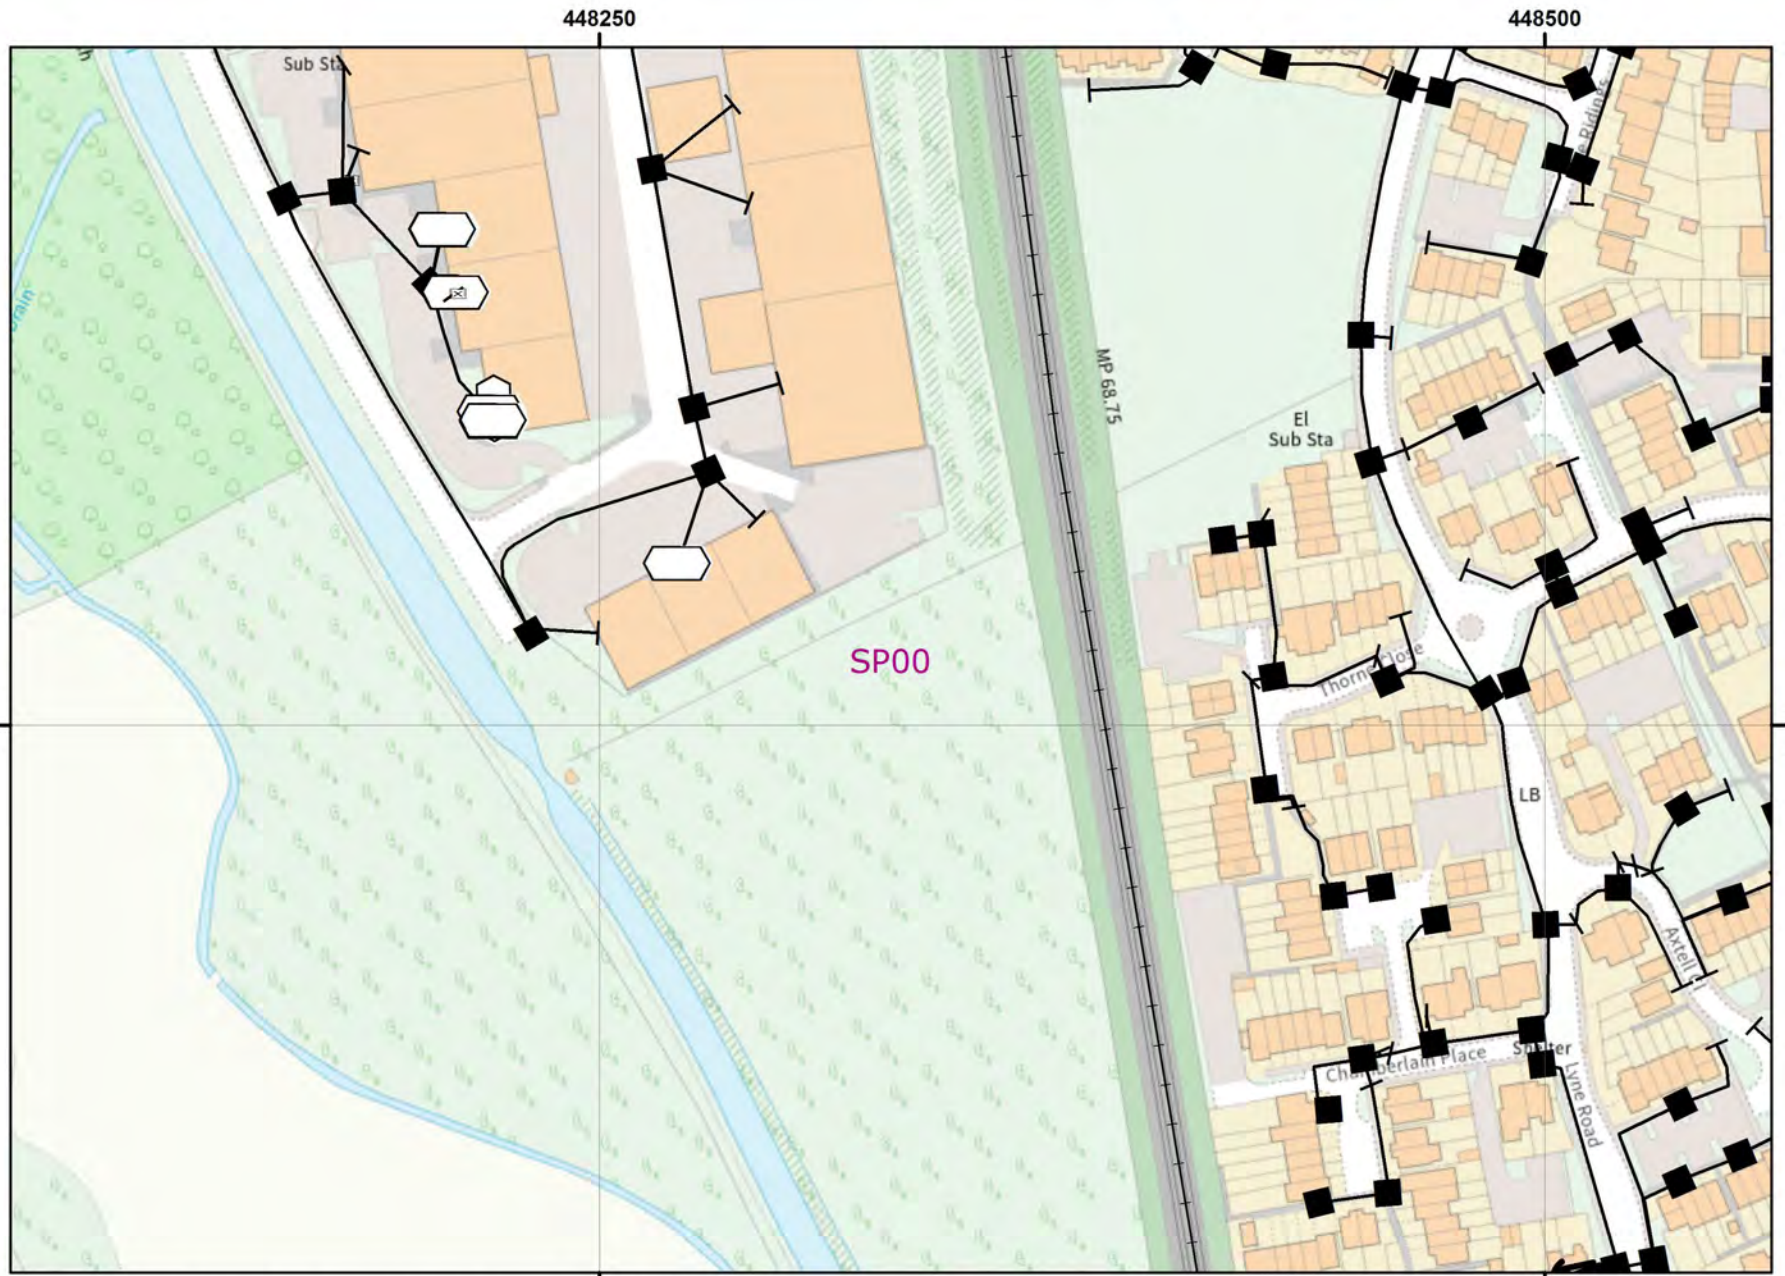 448250
448500
Sub Sta
Drain
MP 68.75
El
Sub Sta
SP00
Thorne Close
LB
Axtell Cl
Shelter
Chamberlain Place
Lyne Road